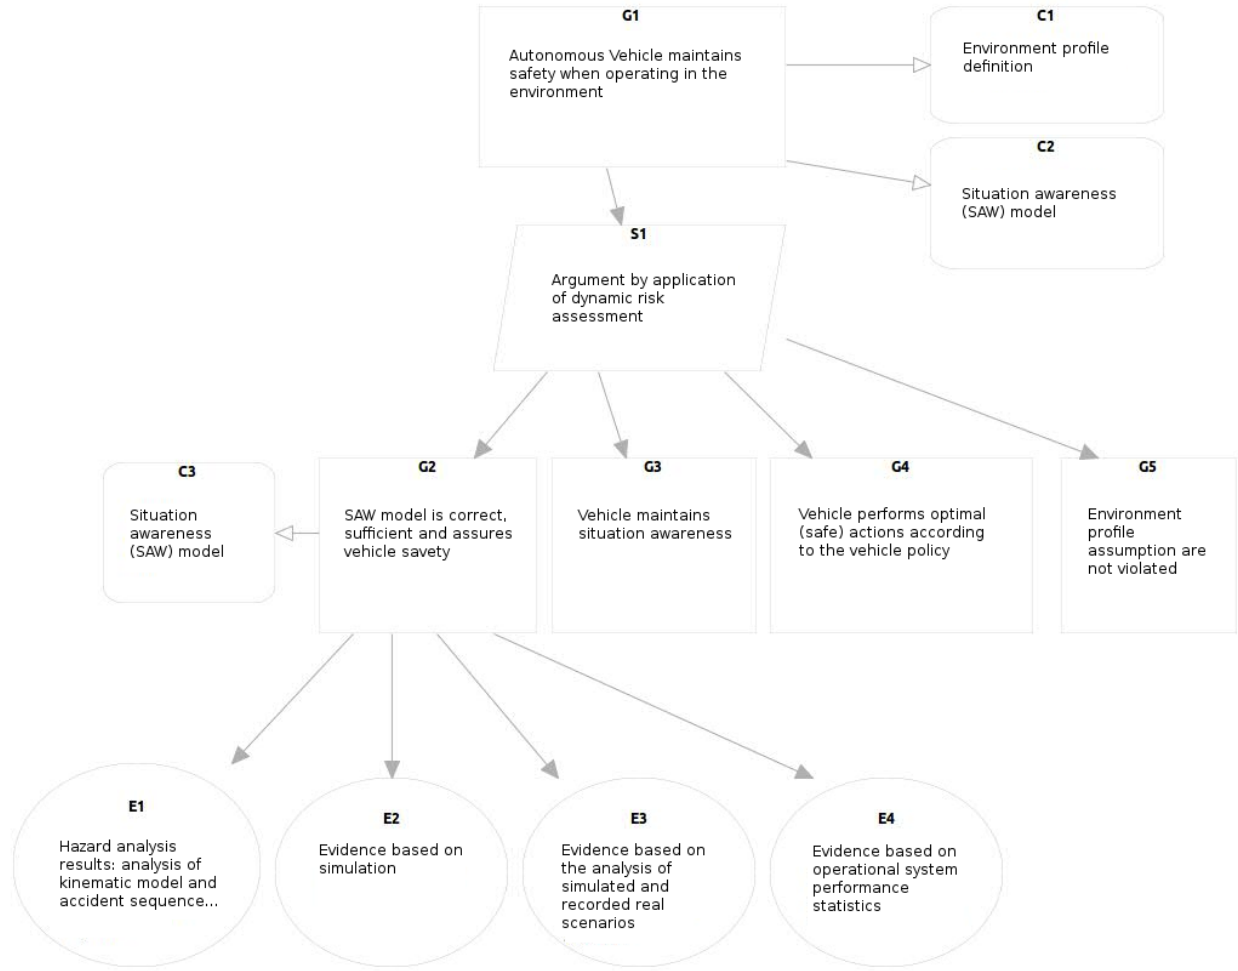 G1
Autonomous Vehicle maintains
safety when operating in the
environment
C1
Environment profile
definition
C2
Situation awareness
(SAW) model
S1
Argument by application
of dynamic risk
assessment
C3
Situation
awareness
(SAW) model
G2
SAW model is correct,
sufficient and assures
vehicle savety
G3
Vehicle maintains
situation awareness
G4
Vehicle performs optimal
(safe) actions according
to the vehicle policy
G5
Environment
profile
assumption are
not violated
E1
Hazard analysis
results: analysis of
kinematic model and
accident sequence...
E2
Evidence based on
simulation
E3
Evidence based on
the analysis of
simulated and
recorded real
scenarios
E4
Evidence based on
operational system
performance
statistics